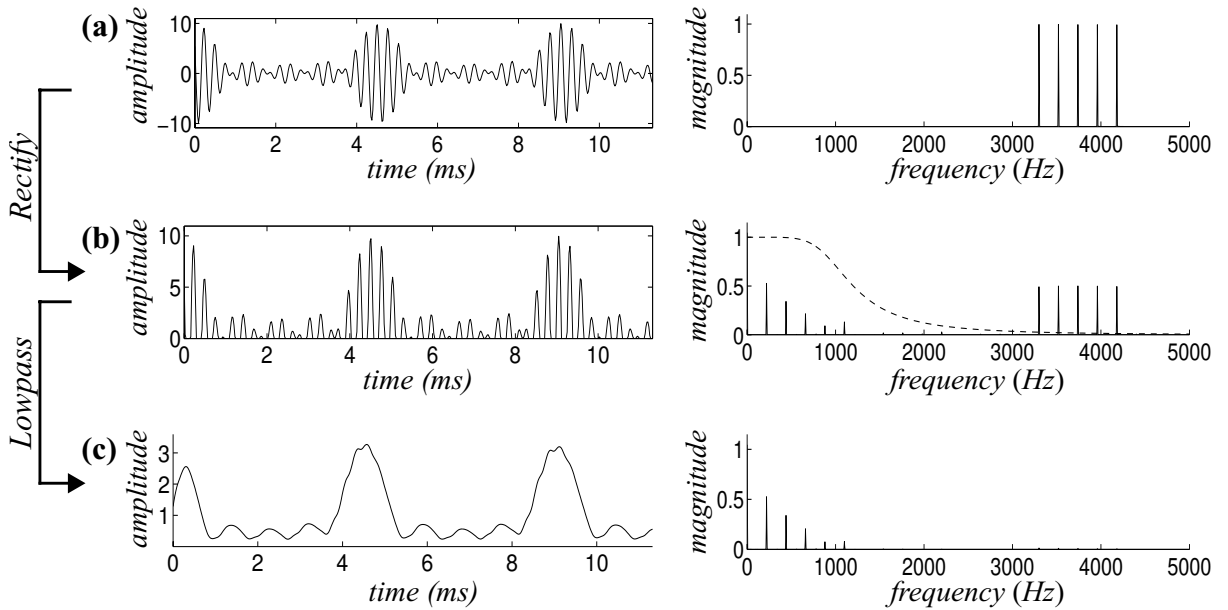 (a)
amplitude
10
0
−10
0 2 4 6 8 10
time (ms)
magnitude
1
0.5
0
0 1000 2000 3000 4000 5000
frequency (Hz)
Rectify
(b)
amplitude
10
5
0
0 2 4 6 8 10
time (ms)
magnitude
1
0.5
0
0 1000 2000 3000 4000 5000
frequency (Hz)
Lowpass
(c)
amplitude
3
2
1
0 2 4 6 8 10
time (ms)
magnitude
1
0.5
0
0 1000 2000 3000 4000 5000
frequency (Hz)